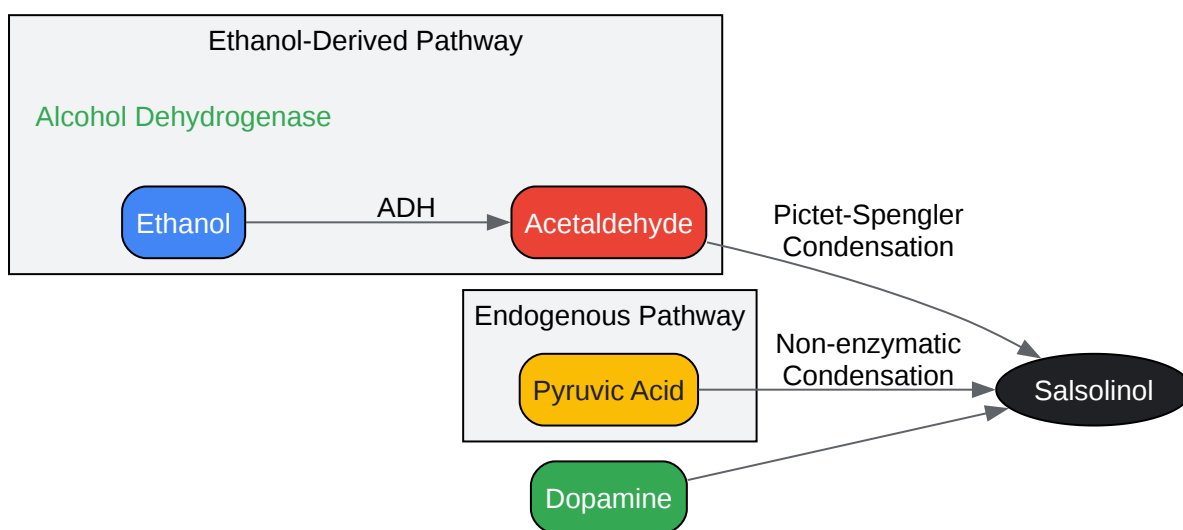 Ethanol-Derived Pathway
Alcohol Dehydrogenase
Ethanol
ADH
Acetaldehyde
Pictet-Spengler
Condensation
Endogenous Pathway
Pyruvic Acid
Non-enzymatic
Condensation
Salsolinol
Dopamine